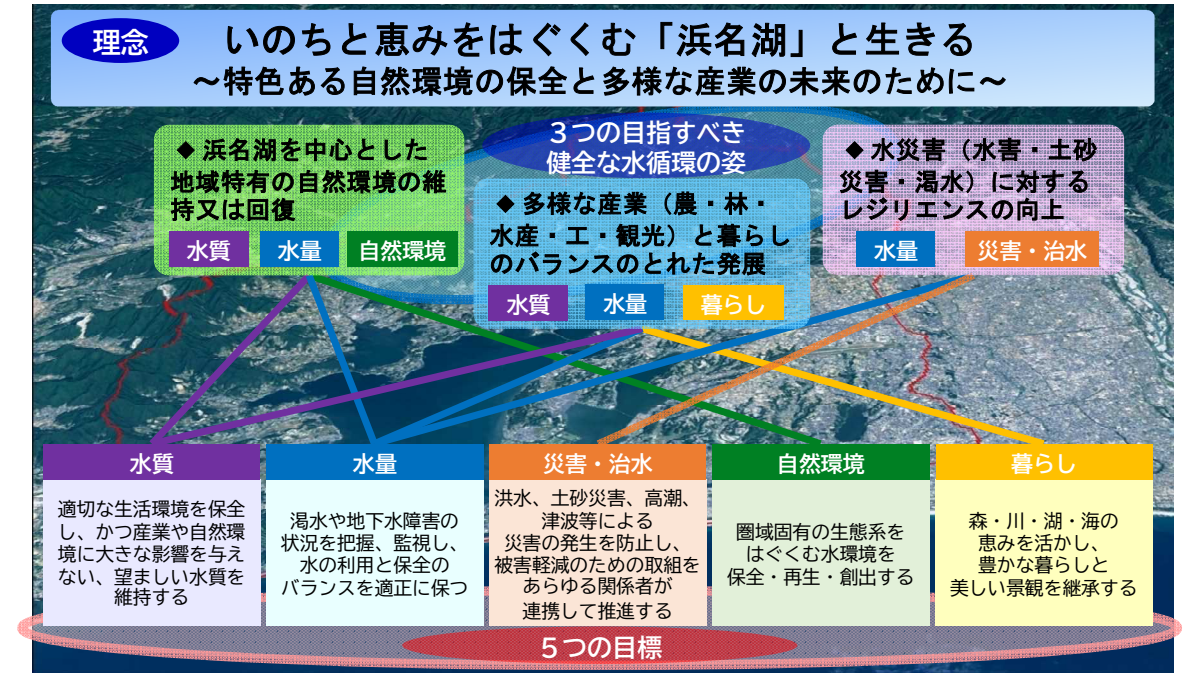 理念
いのちと恵みをはぐくむ「浜名湖」と生きる
～特色ある自然環境の保全と多様な産業の未来のために～
3つの目指すべき
健全な水循環の姿
◆ 浜名湖を中心とした
地域特有の自然環境の維
持又は回復
水質 水量 自然環境
◆ 多様な産業（農・林・
水産・工・観光）と暮らし
のバランスのとれた発展
水質 水量 暮らし
◆ 水災害（水害・土砂
災害・渇水）に対する
レジリエンスの向上
水量 災害・治水
水質
適切な生活環境を保全
し、かつ産業や自然環
境に大きな影響を与え
ない、望ましい水質を
維持する
水量
渇水や地下水障害の
状況を把握、監視し、
水の利用と保全の
バランスを適正に保つ
災害・治水
洪水、土砂災害、高潮、
津波等による
災害の発生を防止し、
被害軽減のための取組を
あらゆる関係者が
連携して推進する
自然環境
圏域固有の生態系を
はぐくむ水環境を
保全・再生・創出する
暮らし
森・川・湖・海の
恵みを活かし、
豊かな暮らしと
美しい景観を継承する
5つの目標